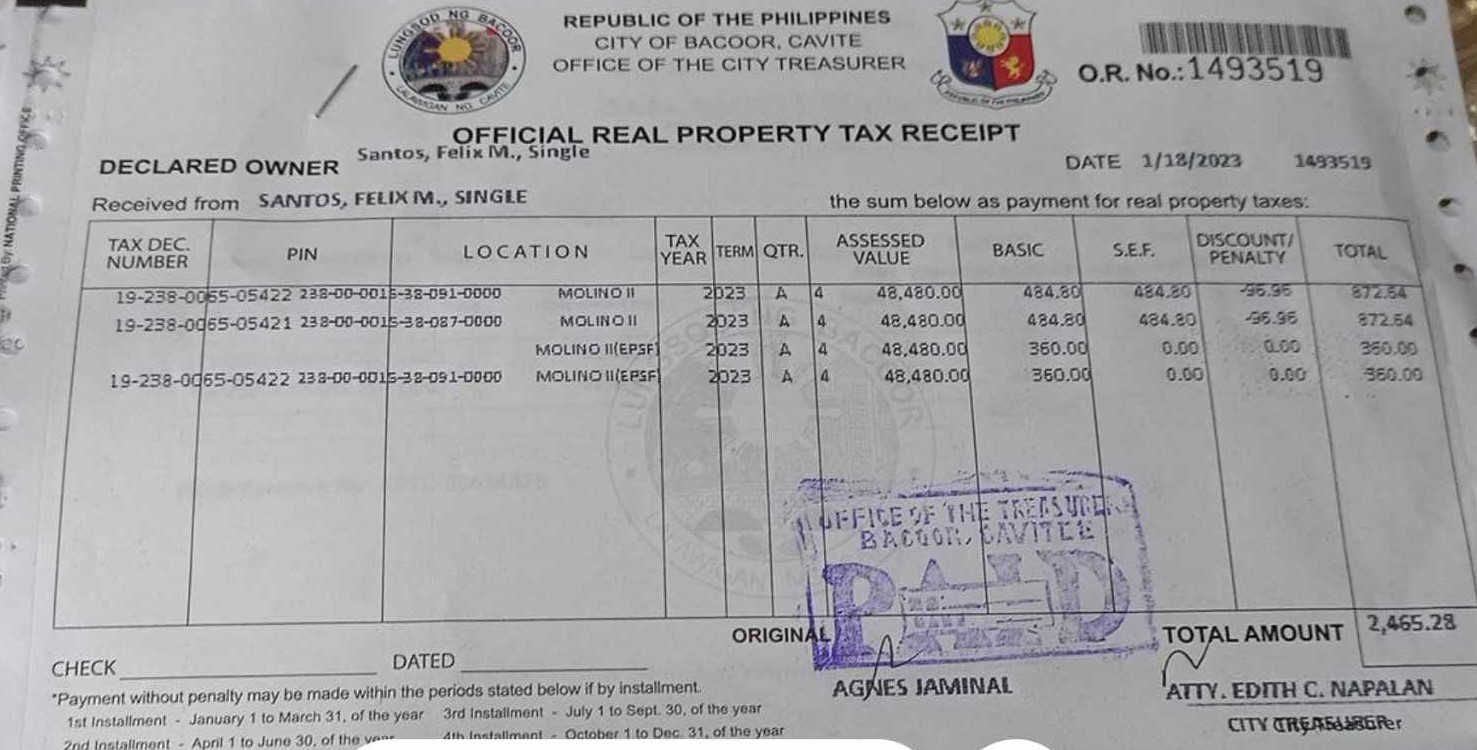 LUNGSOD NG BACOOR
LALAWIGAN NG CAVITE
REPUBLIC OF THE PHILIPPINES
CITY OF BACOOR, CAVITE
OFFICE OF THE CITY TREASURER
REPUBLIC OF THE PHILIPPINES
O.R. No.:1493519
OFFICIAL REAL PROPERTY TAX RECEIPT
DECLARED OWNER Santos, Felix M., Single
DATE 1/18/2023 1493519
Received from SANTOS, FELIX M., SINGLE the sum below as payment for real property taxes:
TAX DEC. NUMBER PIN LOCATION TAX YEAR TERM QTR. ASSESSED VALUE BASIC S.E.F. DISCOUNT/ PENALTY TOTAL
19-238-0065-05422 238-00-0015-38-091-0000 MOLINO II 2023 A 4 48,480.00 484.80 484.80 -96.96 872.64
19-238-0065-05421 238-00-0015-38-087-0000 MOLINO II 2023 A 4 48,480.00 484.80 484.80 -96.96 872.64
MOLINO II(EPSF) 2023 A 4 48,480.00 360.00 0.00 0.00 360.00
19-238-0065-05422 238-00-0015-38-091-0000 MOLINO II(EPSF) 2023 A 4 48,480.00 360.00 0.00 0.00 360.00
OFFICE OF THE TREASURER
BACOOR, CAVITE
PAID
ORIGINAL
TOTAL AMOUNT 2,465.28
CHECK DATED
AGNES JAMINAL
ATTY. EDITH C. NAPALAN
CITY TREASURER
*Payment without penalty may be made within the periods stated below if by installment.
1st Installment - January 1 to March 31, of the year 3rd Installment - July 1 to Sept. 30, of the year
2nd Installment - April 1 to June 30, of the year 4th Installment - October 1 to Dec. 31, of the year
By: NATIONAL PRINTING OFFICE